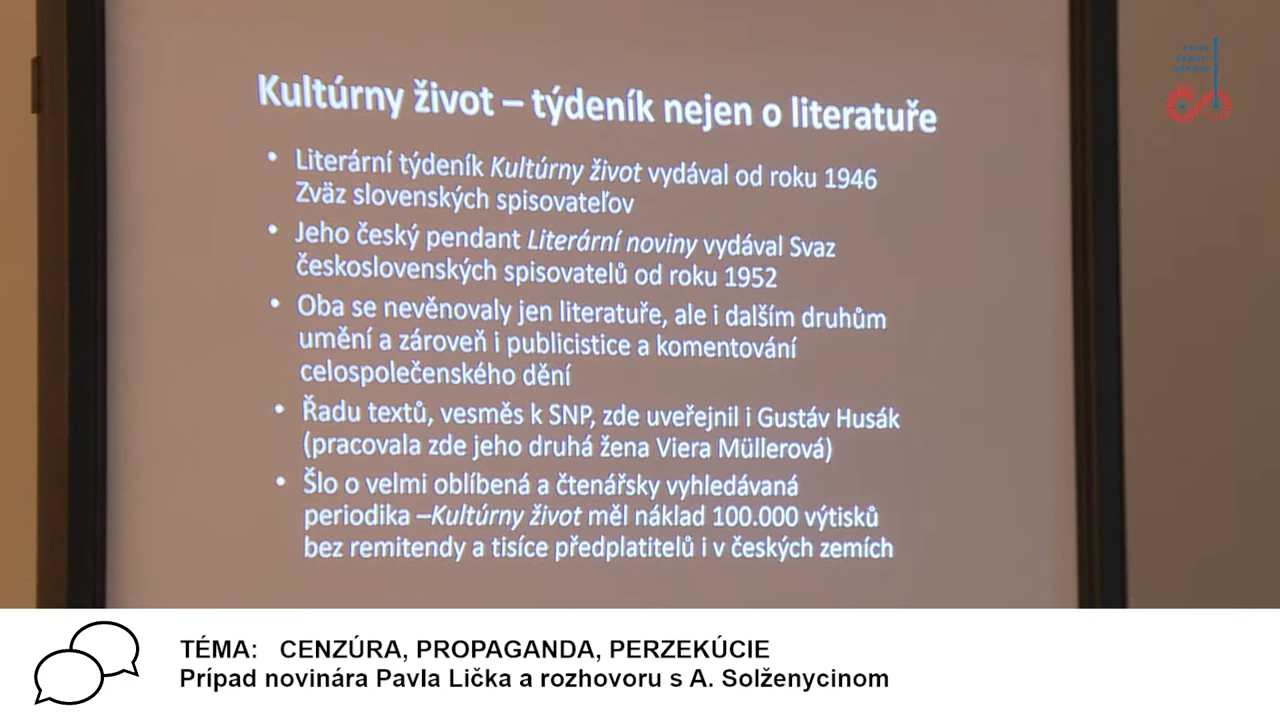 Kultúrny život – týdeník nejen o literatuře
• Literární týdeník Kultúrny život vydával od roku 1946
Zväz slovenských spisovateľov
• Jeho český pendant Literární noviny vydával Svaz
československých spisovatelů od roku 1952
• Oba se nevěnovaly jen literatuře, ale i dalším druhům
umění a zároveň i publicistice a komentování
celospolečenského dění
• Řadu textů, vesměs k SNP, zde uveřejnil i Gustáv Husák
(pracovala zde jeho druhá žena Viera Müllerová)
• Šlo o velmi oblíbená a čtenářsky vyhledávaná
periodika –Kultúrny život měl náklad 100.000 výtisků
bez remitendy a tisíce předplatitelů i v českých zemích
TÉMA: CENZÚRA, PROPAGANDA, PERZEKÚCIE
Prípad novinára Pavla Lička a rozhovoru s A. Solženycinom